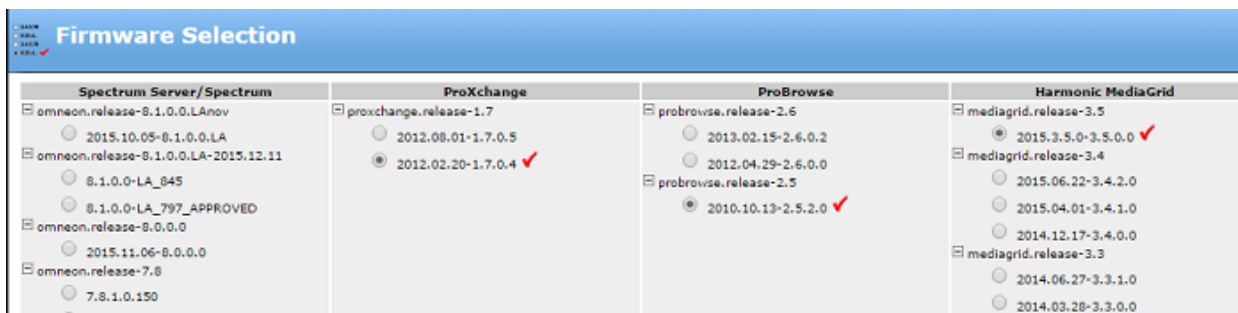 Firmware Selection
Spectrum Server/Spectrum
omneon.release-8.1.0.0.LAnov
2015.10.05-8.1.0.0.LA
omneon.release-8.1.0.0.LA-2015.12.11
8.1.0.0-LA_845
8.1.0.0-LA_797_APPROVED
omneon.release-8.0.0.0
2015.11.06-8.0.0.0
omneon.release-7.8
7.8.1.0.150
ProXchange
proxchange.release-1.7
2012.08.01-1.7.0.5
2012.02.20-1.7.0.4
ProBrowse
probrowse.release-2.6
2013.02.15-2.6.0.2
2012.04.29-2.6.0.0
probrowse.release-2.5
2010.10.13-2.5.2.0
Harmonic MediaGrid
mediagrid.release-3.5
2015.3.5.0-3.5.0.0
mediagrid.release-3.4
2015.06.22-3.4.2.0
2015.04.01-3.4.1.0
2014.12.17-3.4.0.0
mediagrid.release-3.3
2014.06.27-3.3.1.0
2014.03.28-3.3.0.0